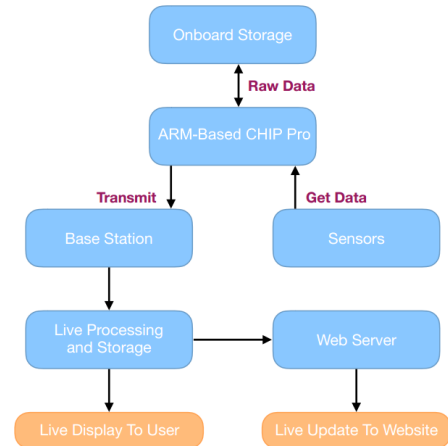 Onboard Storage
Raw Data
ARM-Based CHIP Pro
Transmit
Get Data
Base Station
Sensors
Live Processing
and Storage
Web Server
Live Display To User
Live Update To Website